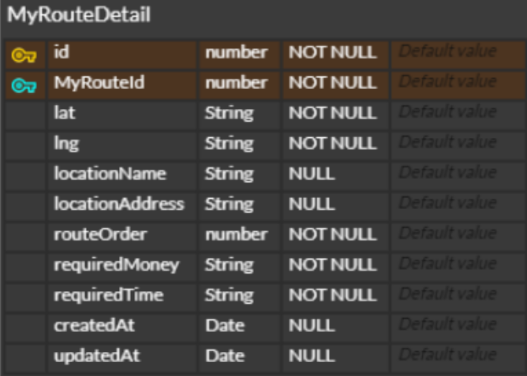 MyRouteDetail
id number NOT NULL Default value
MyRouteId number NOT NULL Default value
lat String NOT NULL Default value
lng String NOT NULL Default value
locationName String NULL Default value
locationAddress String NULL Default value
routeOrder number NOT NULL Default value
requiredMoney String NOT NULL Default value
requiredTime String NOT NULL Default value
createdAt Date NULL Default value
updatedAt Date NULL Default value